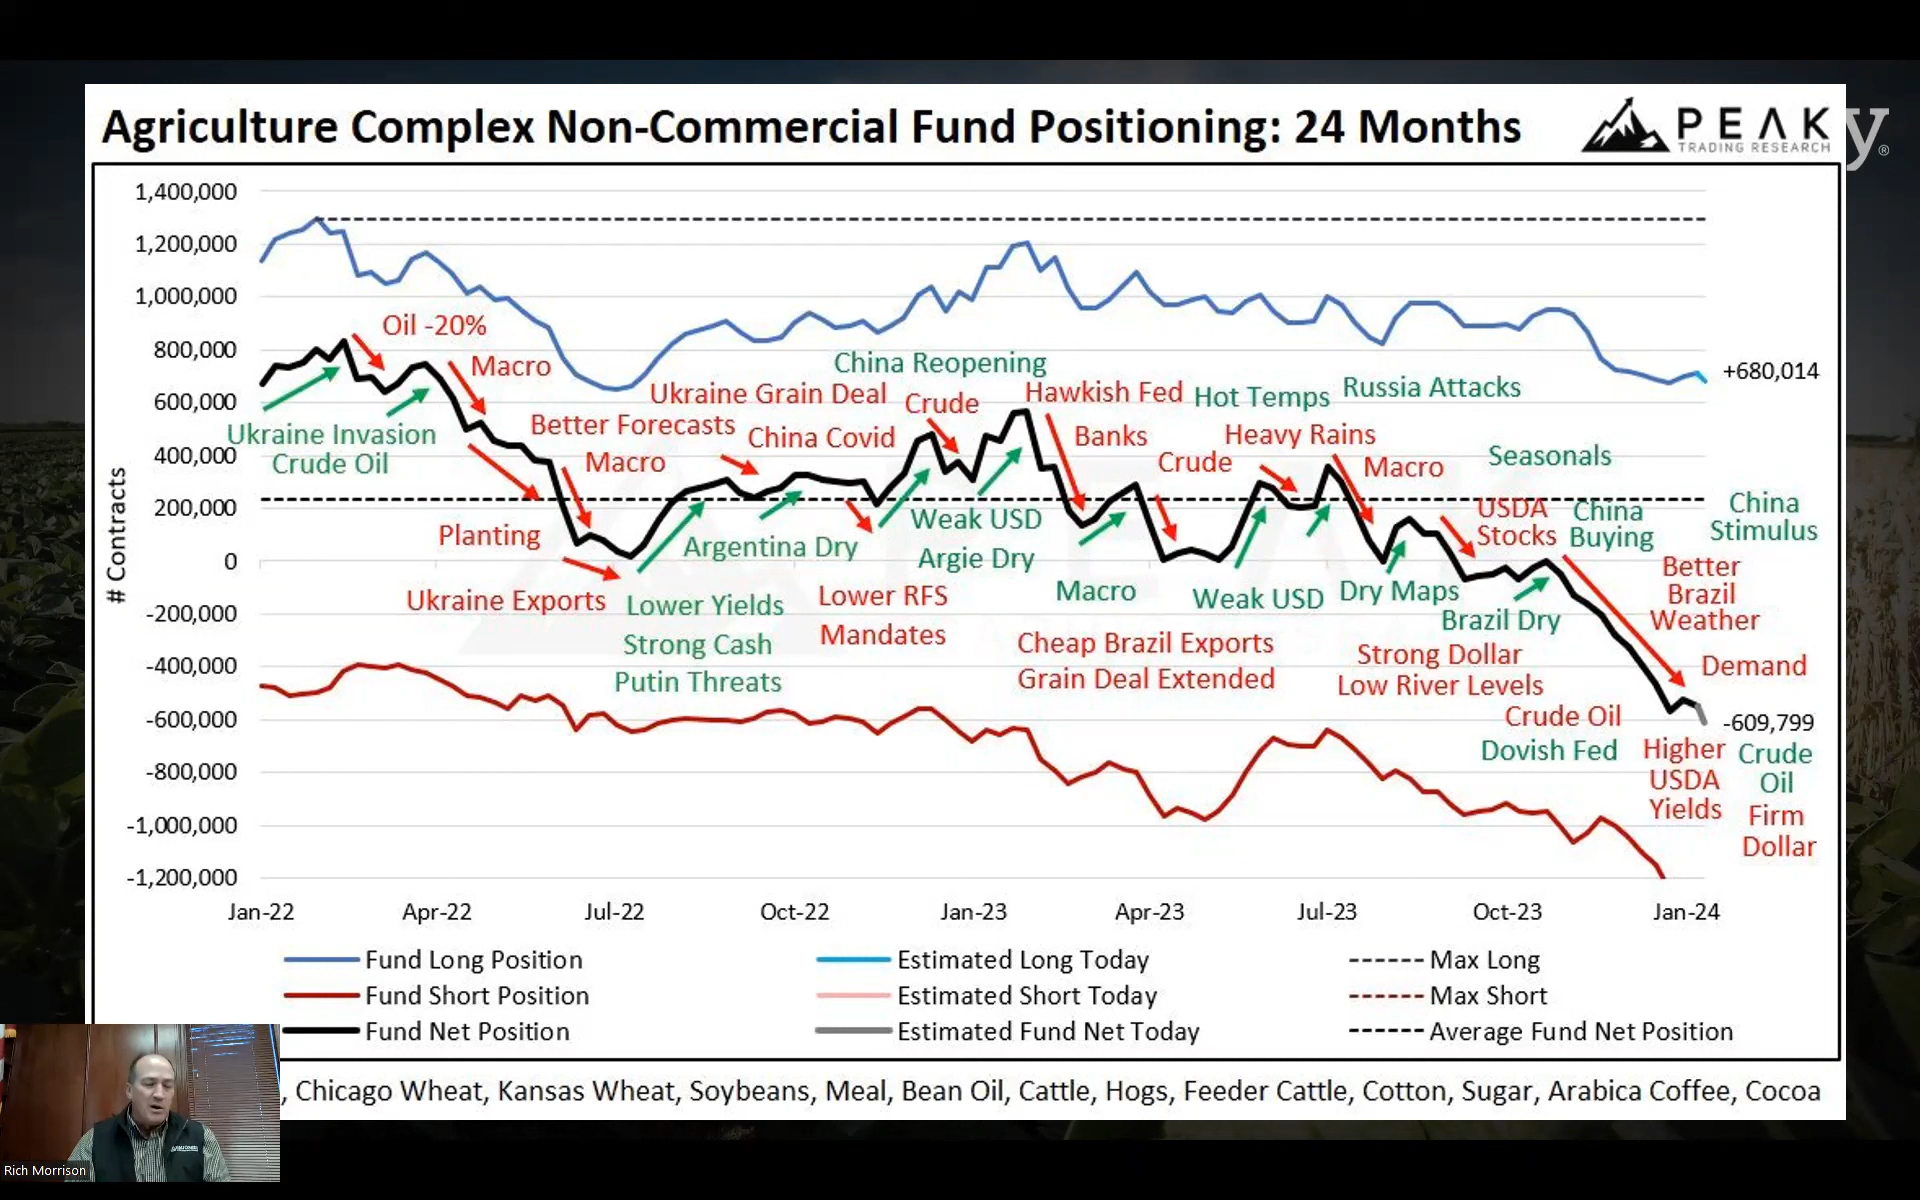 Agriculture Complex Non-Commercial Fund Positioning: 24 Months
PEAK
TRADING RESEARCH
y®
# Contracts
1,400,000
1,200,000
1,000,000
800,000
600,000
400,000
200,000
0
-200,000
-400,000
-600,000
-800,000
-1,000,000
-1,200,000
Oil -20%
Macro
Ukraine Invasion
Crude Oil
Planting
Ukraine Exports
Better Forecasts
Macro
Ukraine Grain Deal
China Covid
Argentina Dry
Lower Yields
Strong Cash
Putin Threats
China Reopening
Crude
Weak USD
Argie Dry
Lower RFS
Mandates
Hawkish Fed
Banks
Macro
Cheap Brazil Exports
Grain Deal Extended
Crude
Hot Temps
Heavy Rains
Weak USD
Russia Attacks
Macro
Dry Maps
Strong Dollar
Low River Levels
Crude Oil
Dovish Fed
Seasonals
USDA
Stocks
Brazil Dry
China
Buying
Better
Brazil
Weather
Demand
China
Stimulus
Higher
USDA
Yields
Crude
Oil
Firm
Dollar
+680,014
-609,799
Jan-22 Apr-22 Jul-22 Oct-22 Jan-23 Apr-23 Jul-23 Oct-23 Jan-24
Fund Long Position Estimated Long Today Max Long
Fund Short Position Estimated Short Today Max Short
Fund Net Position Estimated Fund Net Today Average Fund Net Position
, Chicago Wheat, Kansas Wheat, Soybeans, Meal, Bean Oil, Cattle, Hogs, Feeder Cattle, Cotton, Sugar, Arabica Coffee, Cocoa
Rich Morrison